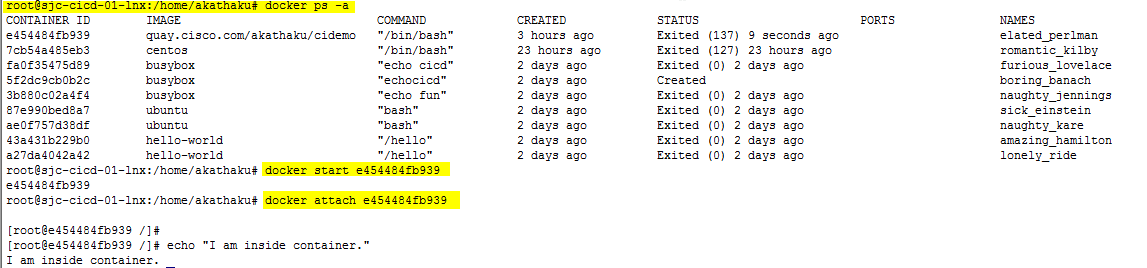 root@sjc-cicd-01-lnx:/home/akathaku# docker ps -a
CONTAINER ID IMAGE COMMAND CREATED STATUS PORTS NAMES
e454484fb939 quay.cisco.com/akathaku/cidemo "/bin/bash" 3 hours ago Exited (137) 9 seconds ago elated_perlman
7cb54a485eb3 centos "/bin/bash" 23 hours ago Exited (127) 23 hours ago romantic_kilby
fa0f35475d89 busybox "echo cicd" 2 days ago Exited (0) 2 days ago furious_lovelace
5f2dc9cb0b2c busybox "echocicd" 2 days ago Created boring_banach
3b880c02a4f4 busybox "echo fun" 2 days ago Exited (0) 2 days ago naughty_jennings
87e990bed8a7 ubuntu "bash" 2 days ago Exited (0) 2 days ago sick_einstein
ae0f757d38df ubuntu "bash" 2 days ago Exited (0) 2 days ago naughty_kare
43a431b229b0 hello-world "/hello" 2 days ago Exited (0) 2 days ago amazing_hamilton
a27da4042a42 hello-world "/hello" 2 days ago Exited (0) 2 days ago lonely_ride
root@sjc-cicd-01-lnx:/home/akathaku# docker start e454484fb939
e454484fb939
root@sjc-cicd-01-lnx:/home/akathaku# docker attach e454484fb939
[root@e454484fb939 /]#
[root@e454484fb939 /]# echo "I am inside container."
I am inside container. _